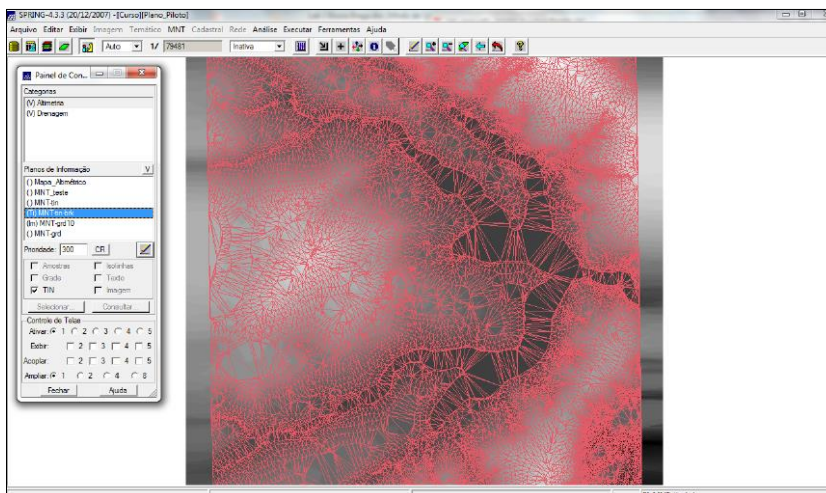 SPRING-4.3.3 (20/12/2007) -[Curso][Plano_Piloto]
Arquivo Editar Exibir Imagem Temático MNT Cadastral Rede Análise Executar Ferramentas Ajuda
Auto 1/ 79481 Inativa
Painel de Con...
Categorias
(V) Altimetria
(V) Drenagem
Planos de Informação V
() Mapa_Altimétrico
() MNT_teste
() MNT-tin
(Ti) MNT-tin-brk
(Im) MNT-grd10
() MNT-grd
Prioridade: 300 CR
Amostras Isolinhas
Grade Texto
TIN Imagem
Selecionar... Consultar...
Controle de Telas
Ativar: 1 2 3 4 5
Exibir: 2 3 4 5
Acoplar: 2 3 4 5
Ampliar: 1 2 4 8
Fechar Ajuda